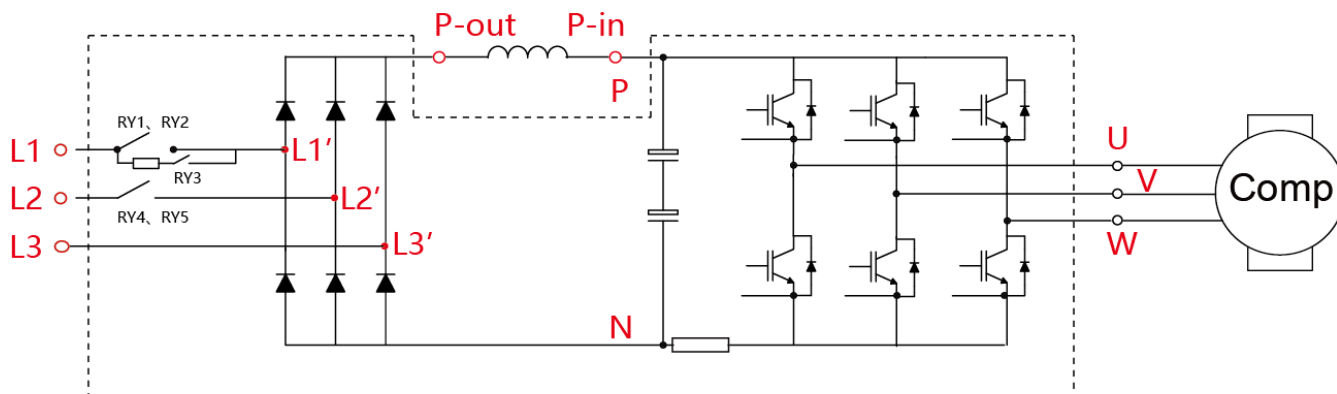 P-out
P-in
P
RY1、RY2
L1
L1′
RY3
U
L2
L2′
V
RY4、RY5
Comp
L3
L3′
W
N